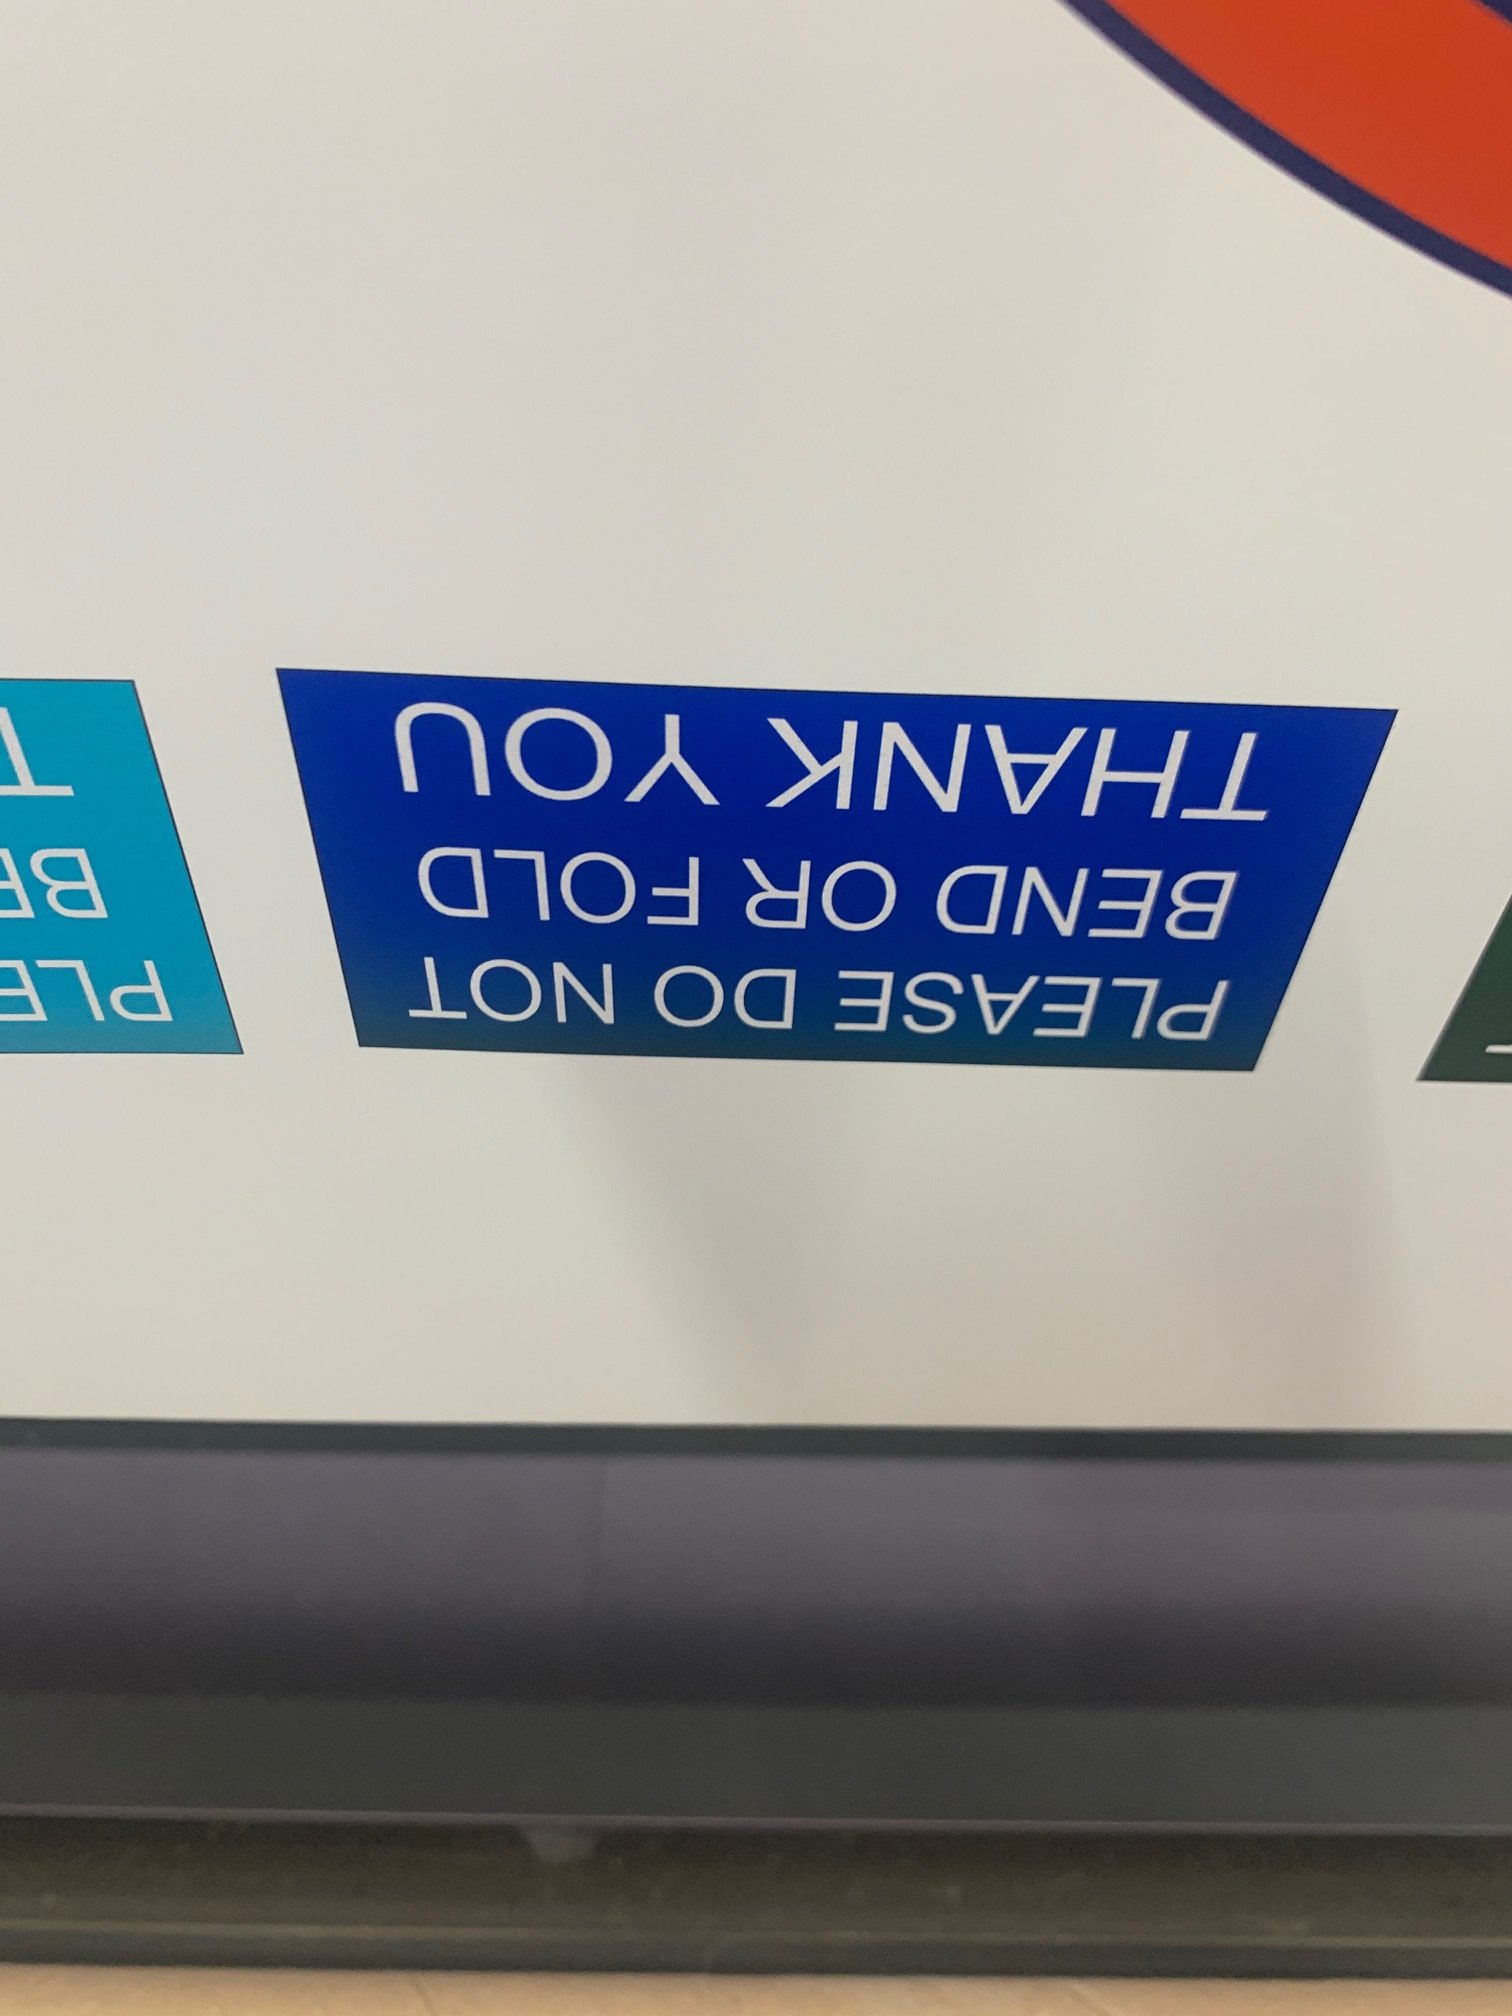 PLEASE DO NOT
BEND OR FOLD
THANK YOU